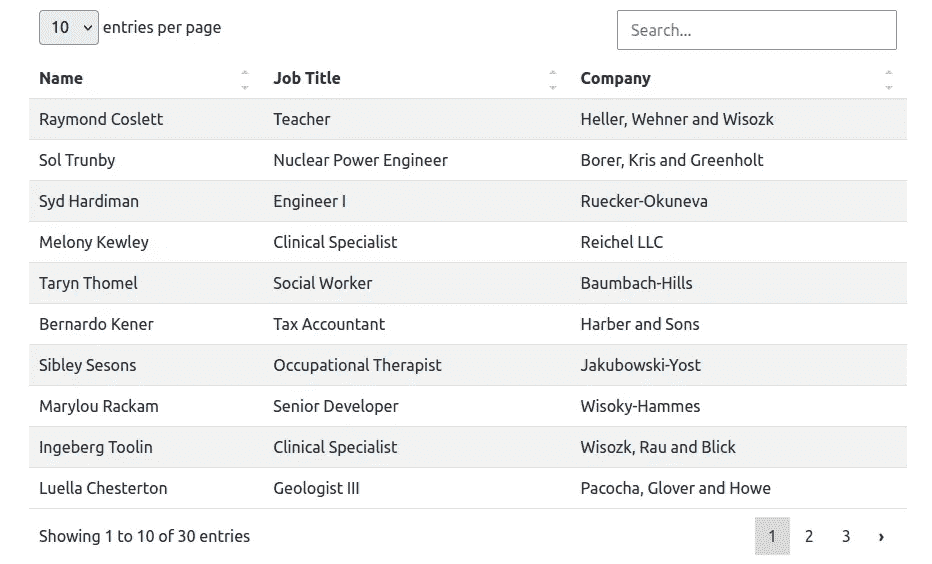 10 entries per page Search...
Name Job Title Company
Raymond Coslett Teacher Heller, Wehner and Wisozk
Sol Trunby Nuclear Power Engineer Borer, Kris and Greenholt
Syd Hardiman Engineer I Ruecker-Okuneva
Melony Kewley Clinical Specialist Reichel LLC
Taryn Thomel Social Worker Baumbach-Hills
Bernardo Kener Tax Accountant Harber and Sons
Sibley Sesons Occupational Therapist Jakubowski-Yost
Marylou Rackam Senior Developer Wisoky-Hammes
Ingeberg Toolin Clinical Specialist Wisozk, Rau and Blick
Luella Chesterton Geologist III Pacocha, Glover and Howe
Showing 1 to 10 of 30 entries 1 2 3 ›